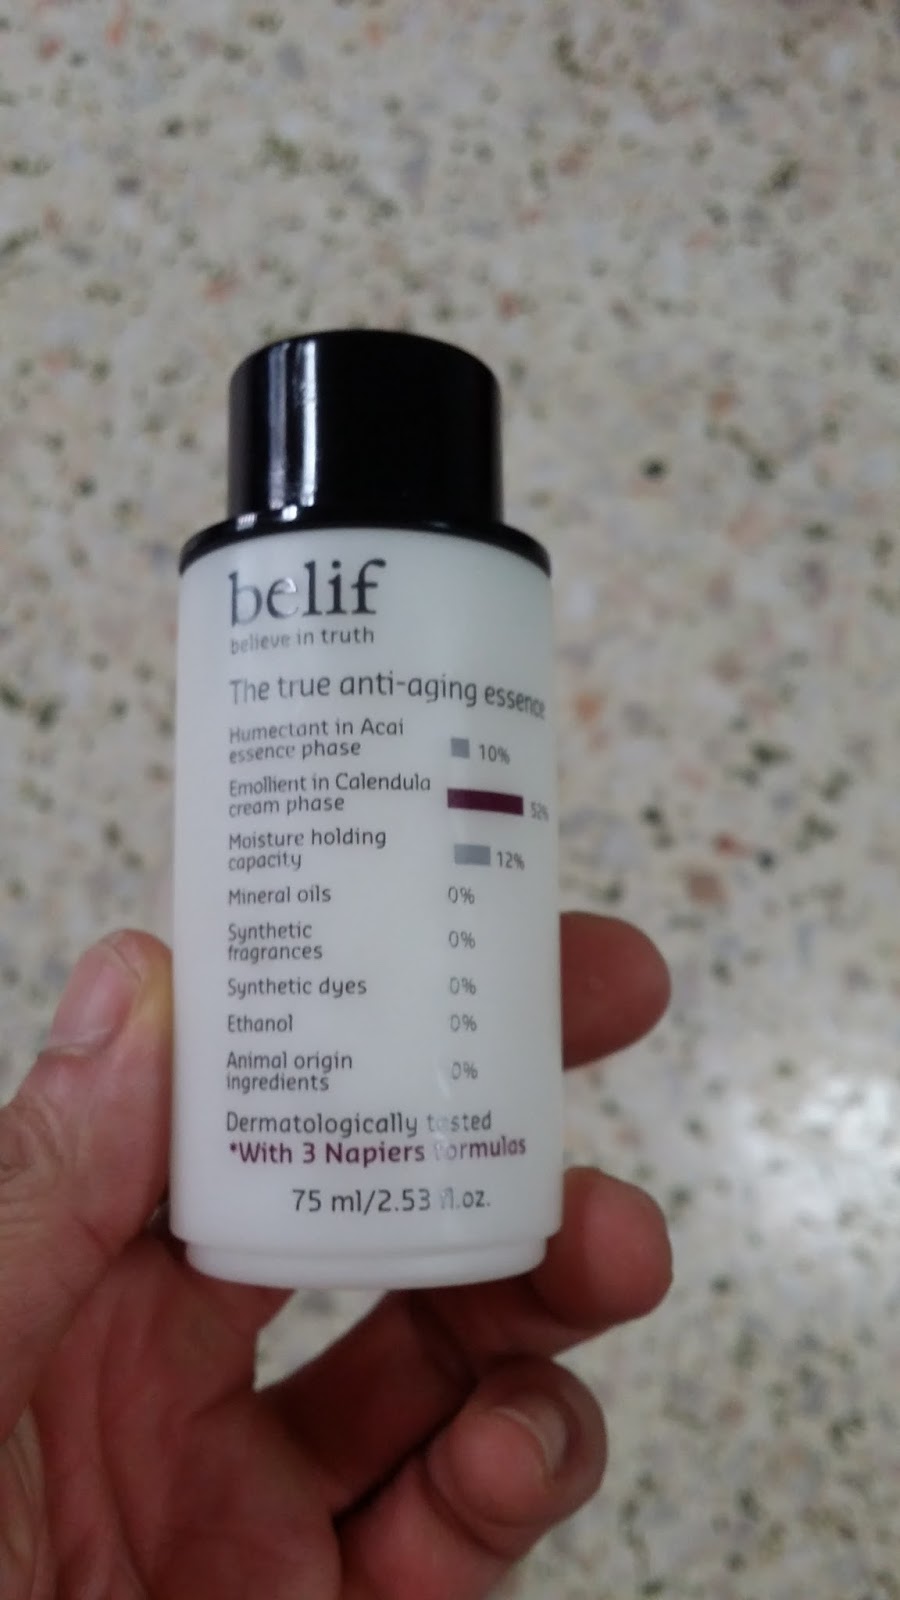 belif
believe in truth
The true anti-aging essence
Humectant in Acai
essence phase 10%
Emollient in Calendula
cream phase 52%
Moisture holding
capacity 12%
Mineral oils 0%
Synthetic
fragrances 0%
Synthetic dyes 0%
Ethanol 0%
Animal origin
ingredients 0%
Dermatologically tested
*With 3 Napiers formulas
75 ml/2.53 fl.oz.